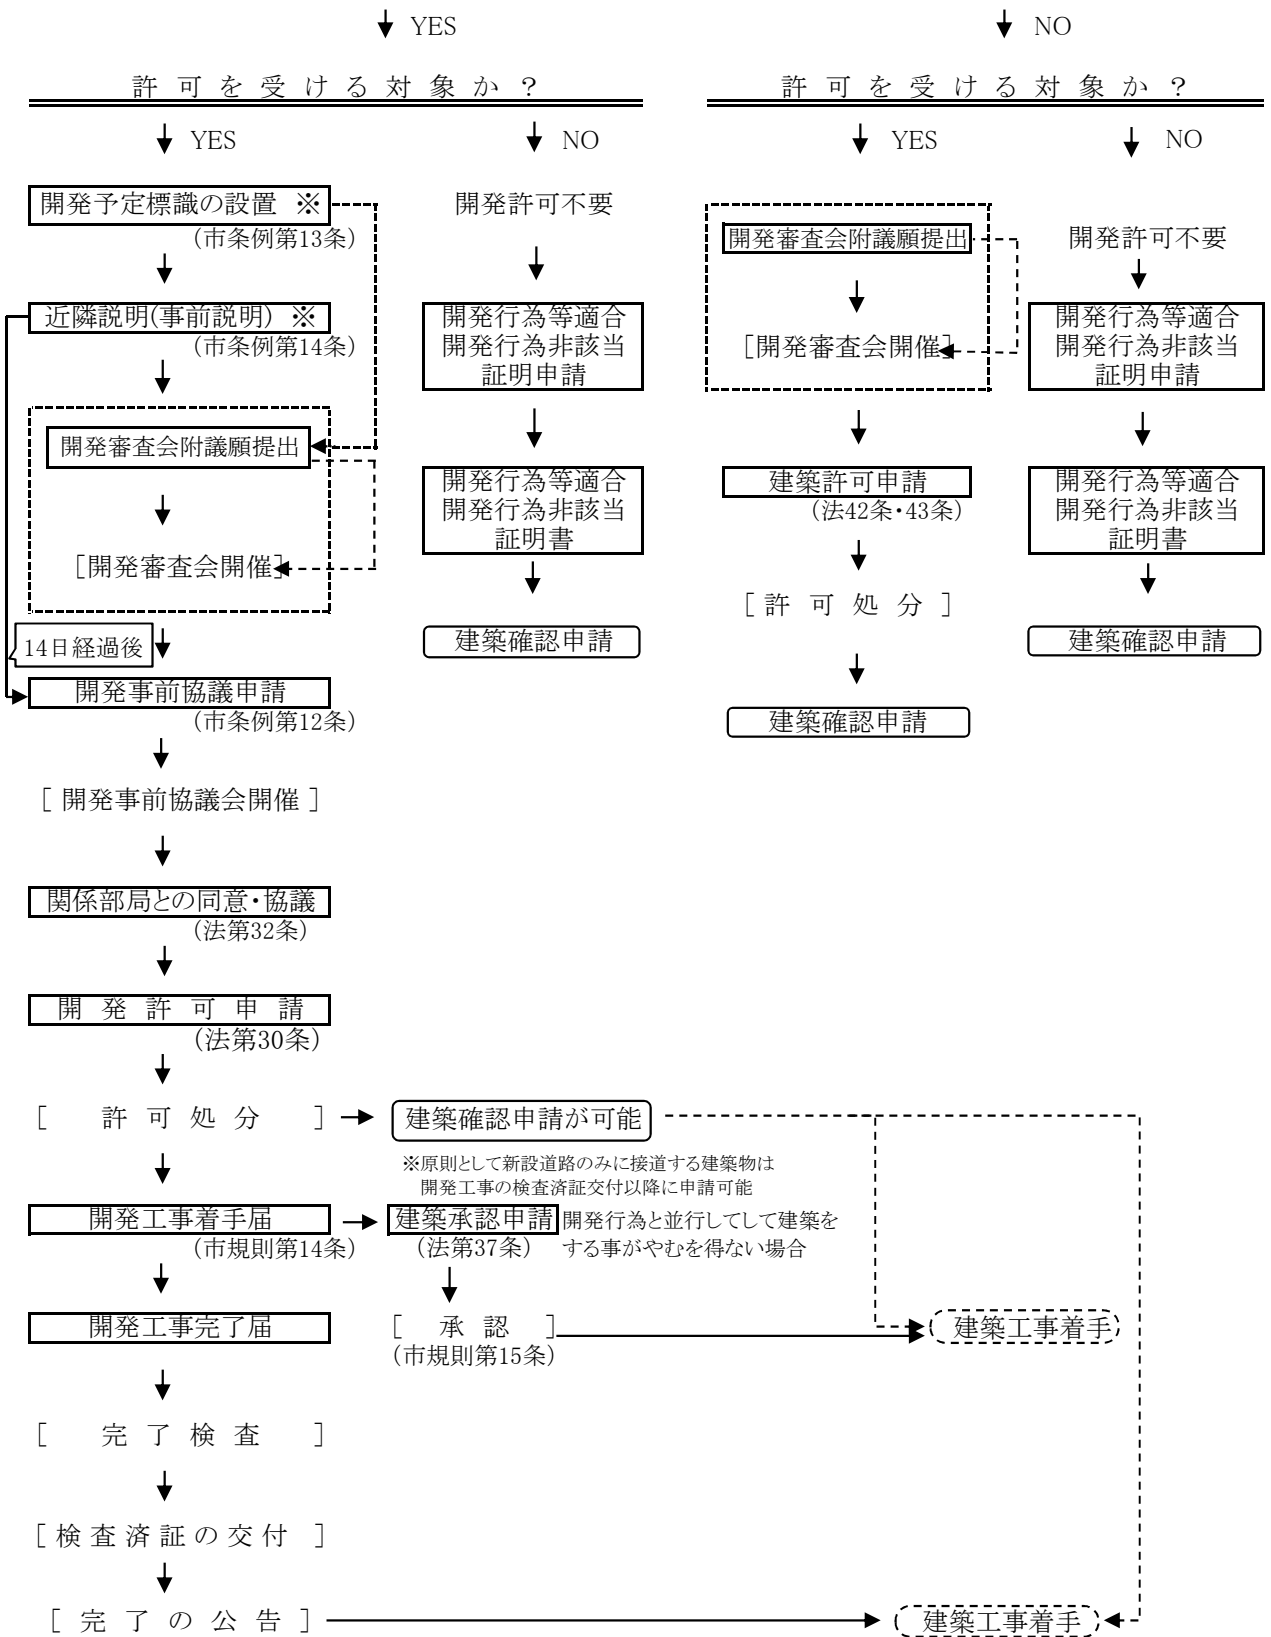 YES
NO
許可を受ける対象か？
許可を受ける対象か？
YES
NO
YES
NO
開発予定標識の設置 ※
（市条例第13条）
近隣説明(事前説明) ※
（市条例第14条）
開発審査会附議願提出
［開発審査会開催］
14日経過後
開発事前協議申請
（市条例第12条）
［ 開発事前協議会開催 ］
関係部局との同意・協議
（法第32条）
開発許可申請
（法第30条）
［ 許可処分 ］
建築確認申請が可能
※原則として新設道路のみに接道する建築物は
開発工事の検査済証交付以降に申請可能
開発工事着手届
（市規則第14条）
建築承認申請
（法第37条）
開発行為と並行してして建築を
する事がやむを得ない場合
開発工事完了届
［ 承認 ］
（市規則第15条）
建築工事着手
［ 完了検査 ］
［検査済証の交付 ］
［ 完了の公告 ］
建築工事着手
開発許可不要
開発行為等適合
開発行為非該当
証明申請
開発行為等適合
開発行為非該当
証明書
建築確認申請
開発審査会附議願提出
［開発審査会開催］
建築許可申請
（法42条・43条）
［許可処分］
建築確認申請
開発許可不要
開発行為等適合
開発行為非該当
証明申請
開発行為等適合
開発行為非該当
証明書
建築確認申請